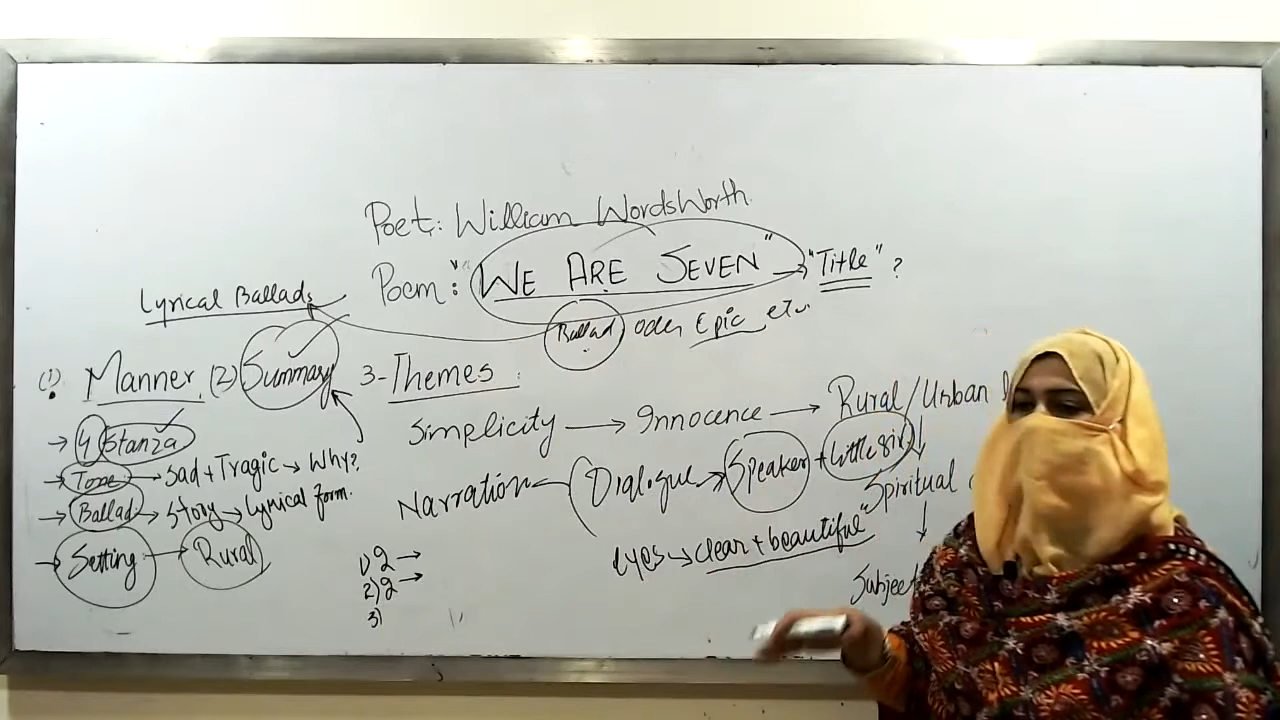 Poet: William Wordsworth.
Poem: "WE ARE SEVEN" → "Title" ?
Lyrical Ballads
Ballad, odes, Epic etc.
(1) Manner (2) Summary 3- Themes
Simplicity → Innocence → Rural/Urban
→ 4 Stanza
→ Tone → Sad + Tragic → Why?
→ Ballad → Story → Lyrical form.
→ Setting → Rural
Narration – Dialogue → Speaker + little girl
Spiritual
eyes → clear + beautiful"
1) 2 →
2) 2 →
3)
Subject